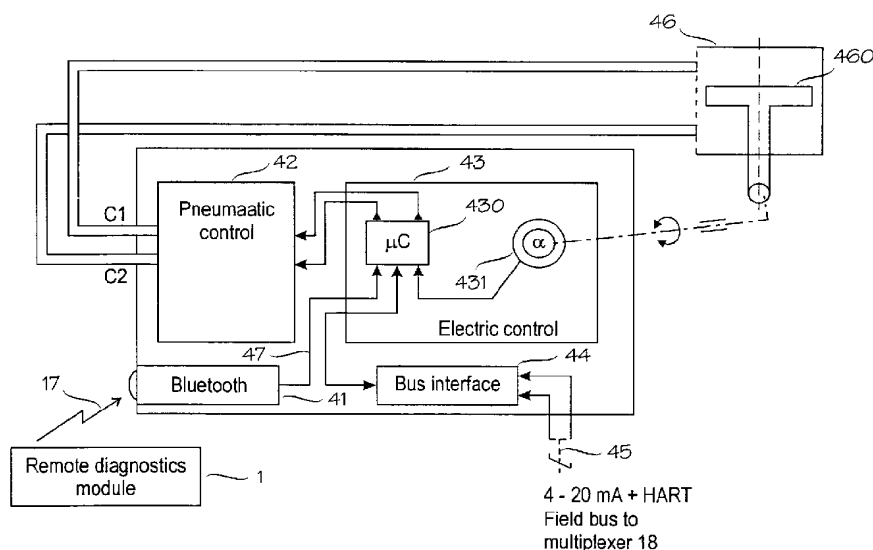 46
460
42
43
C1
Pneumaatic
control
430
µC
α
431
C2
Electric control
47
44
17
Bluetooth
41
Bus interface
45
Remote diagnostics
module
1
4 - 20 mA + HART
Field bus to
multiplexer 18